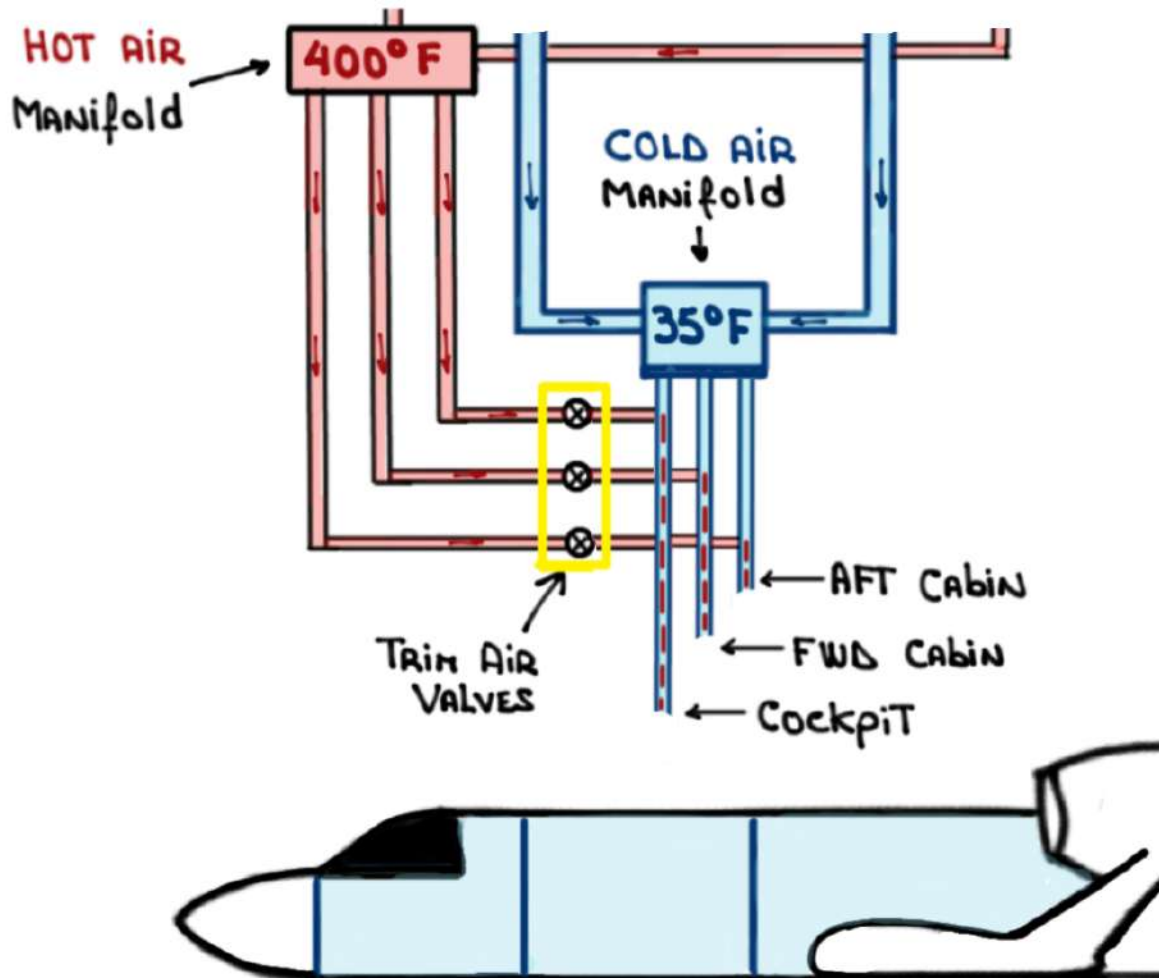 HOT AiR
MANifold
400°F
COLD AiR
MANifold
35°F
TRIM AiR
VALVES
AFT CAbiN
FWD CAbiN
CockpiT